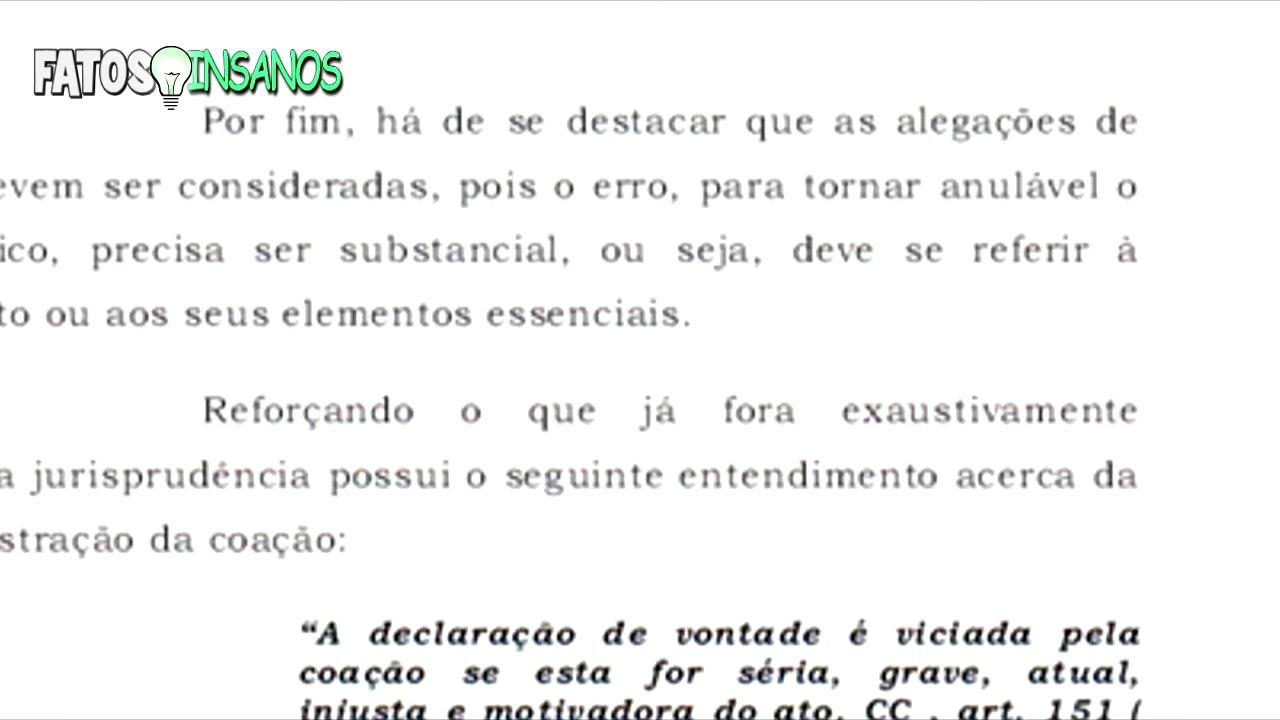 FATOS INSANOS
Por fim, há de se destacar que as alegações de
evem ser consideradas, pois o erro, para tornar anulável o
ico, precisa ser substancial, ou seja, deve se referir à
to ou aos seus elementos essenciais.
Reforçando o que já fora exaustivamente
a jurisprudência possui o seguinte entendimento acerca da
stração da coação:
“A declaração de vontade é viciada pela
coação se esta for séria, grave, atual,
injusta e motivadora do ato. CC , art. 151 (